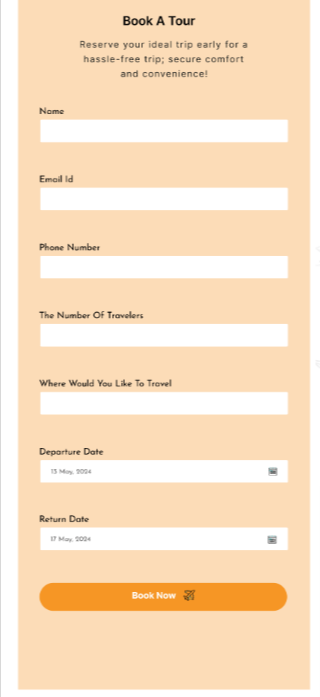 Book A Tour
Reserve your ideal trip early for a
hassle-free trip; secure comfort
and convenience!
Name
Email Id
Phone Number
The Number Of Travelers
Where Would You Like To Travel
Departure Date
15 May, 2024
Return Date
17 May, 2024
Book Now